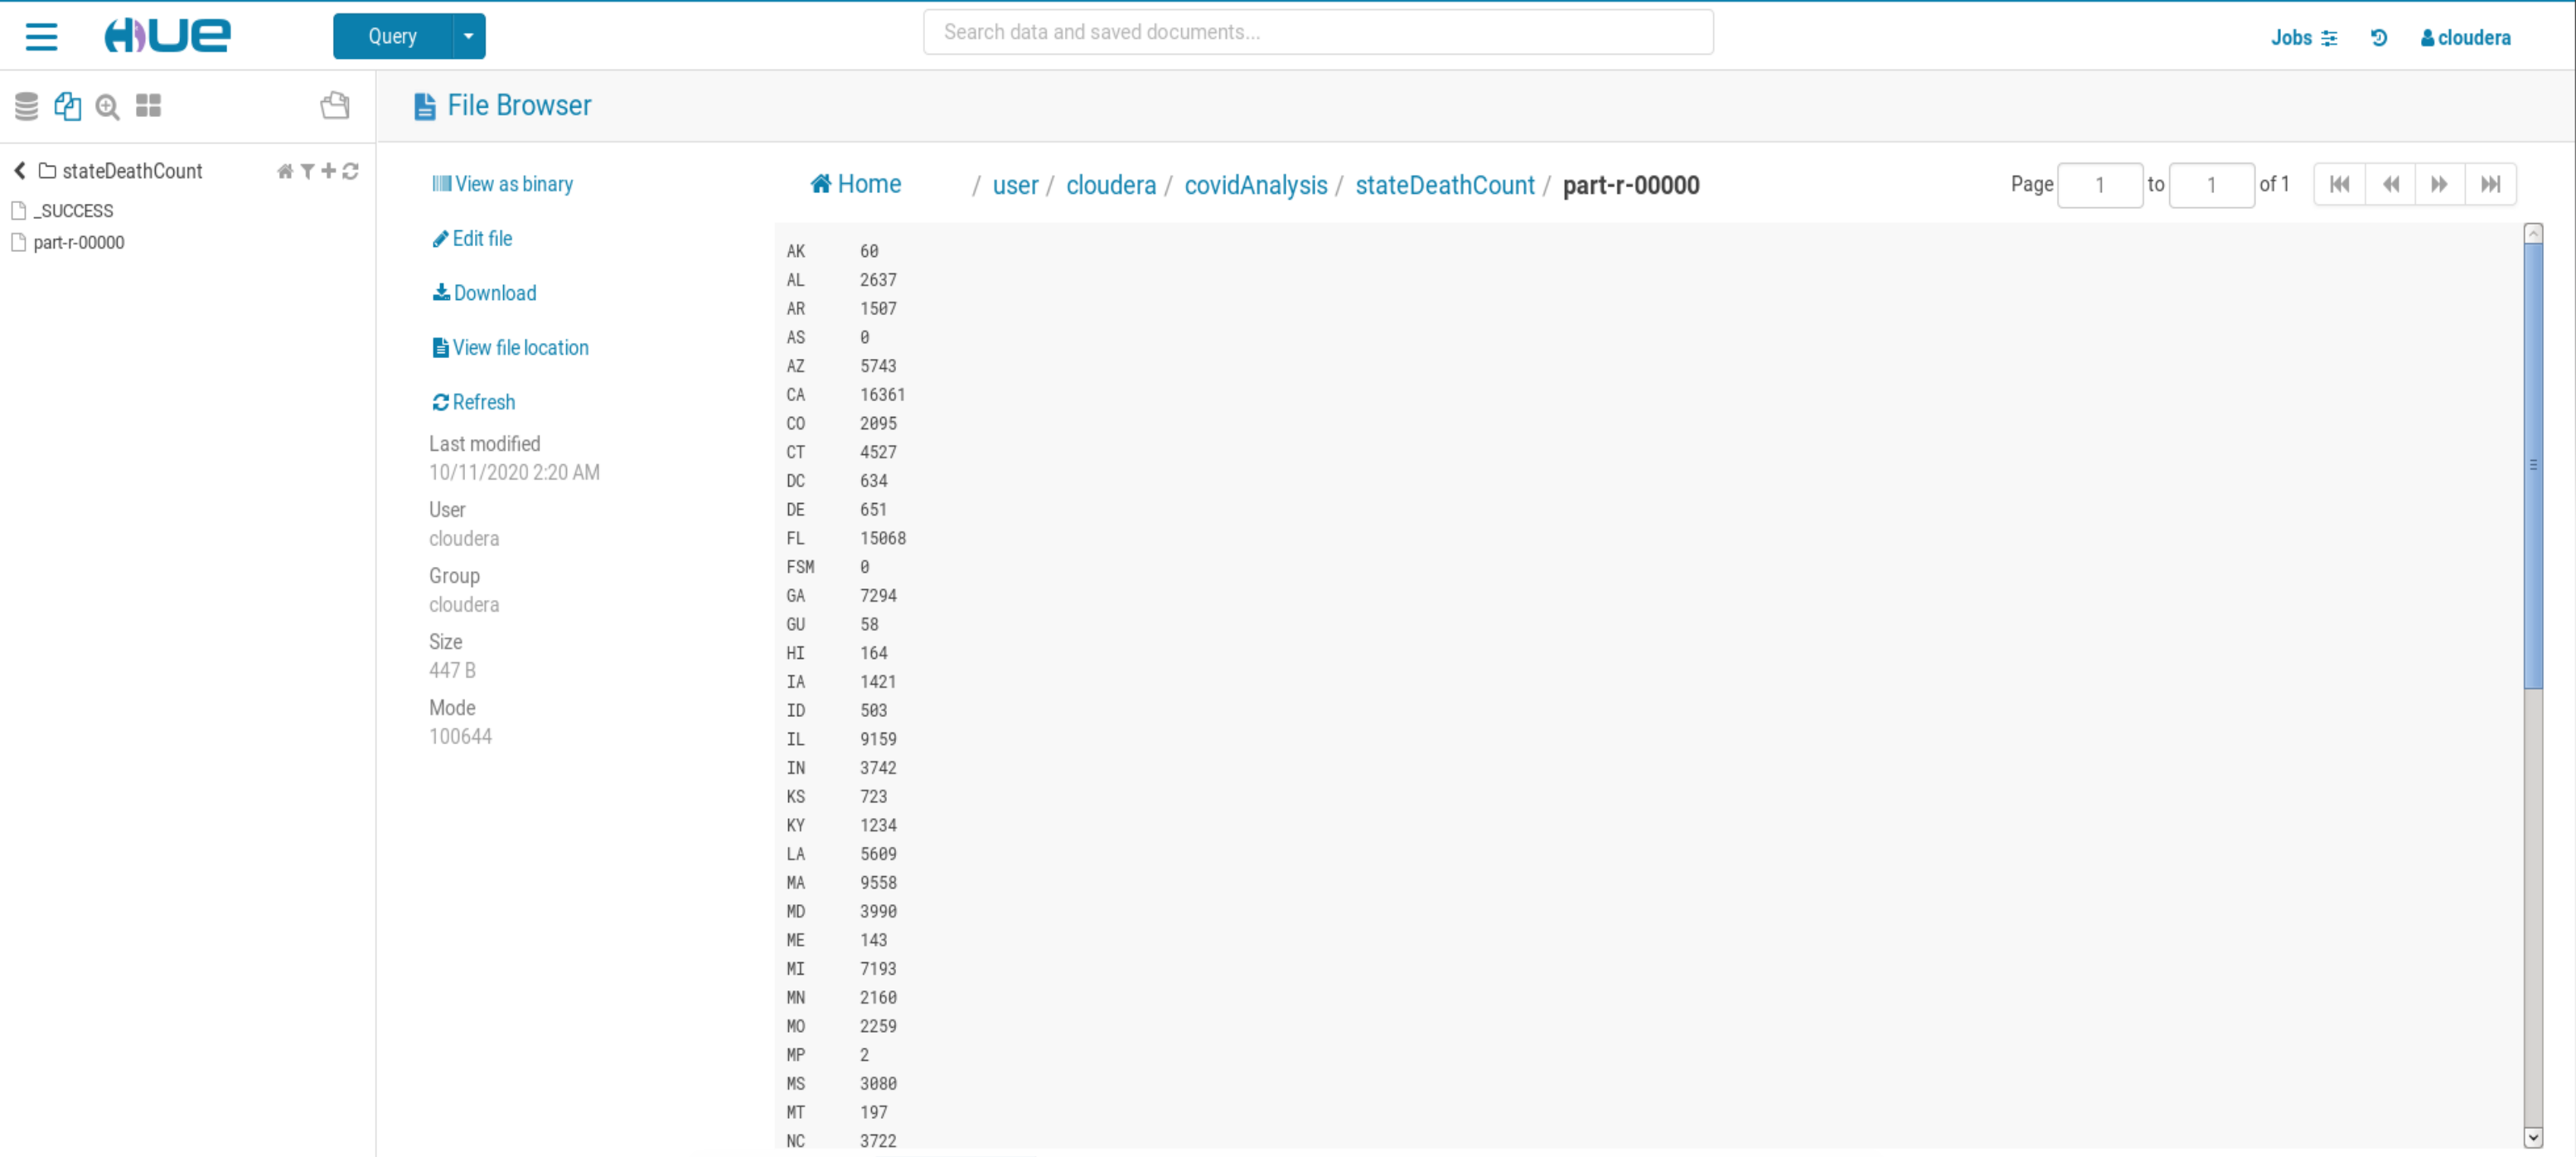 HUE
Query
Search data and saved documents...
Jobs
cloudera
File Browser
stateDeathCount
_SUCCESS
part-r-00000
View as binary
Edit file
Download
View file location
Refresh
Last modified
10/11/2020 2:20 AM
User
cloudera
Group
cloudera
Size
447 B
Mode
100644
Home / user / cloudera / covidAnalysis / stateDeathCount / part-r-00000
Page 1 to 1 of 1
AK 60
AL 2637
AR 1507
AS 0
AZ 5743
CA 16361
CO 2095
CT 4527
DC 634
DE 651
FL 15068
FSM 0
GA 7294
GU 58
HI 164
IA 1421
ID 503
IL 9159
IN 3742
KS 723
KY 1234
LA 5609
MA 9558
MD 3990
ME 143
MI 7193
MN 2160
MO 2259
MP 2
MS 3080
MT 197
NC 3722